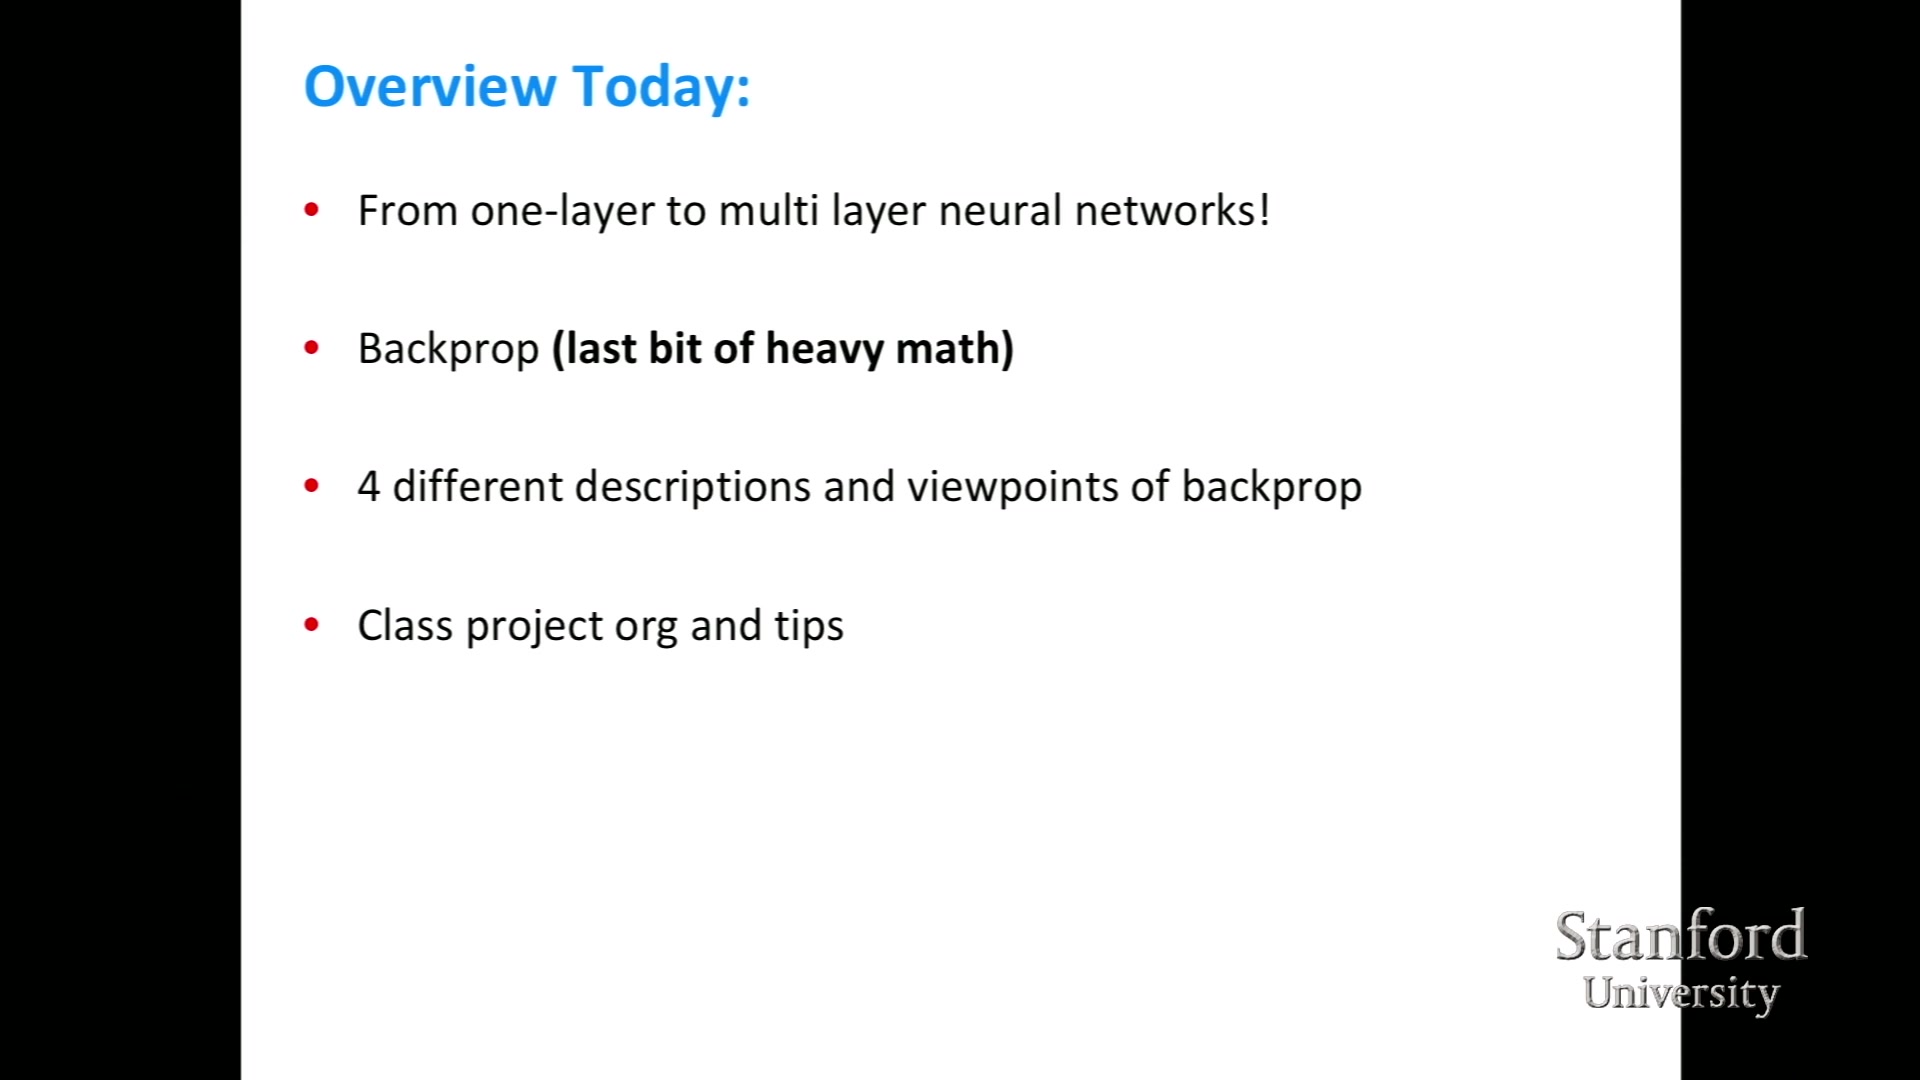 Overview Today:
• From one-layer to multi layer neural networks!
• Backprop (last bit of heavy math)
• 4 different descriptions and viewpoints of backprop
• Class project org and tips
Stanford
University